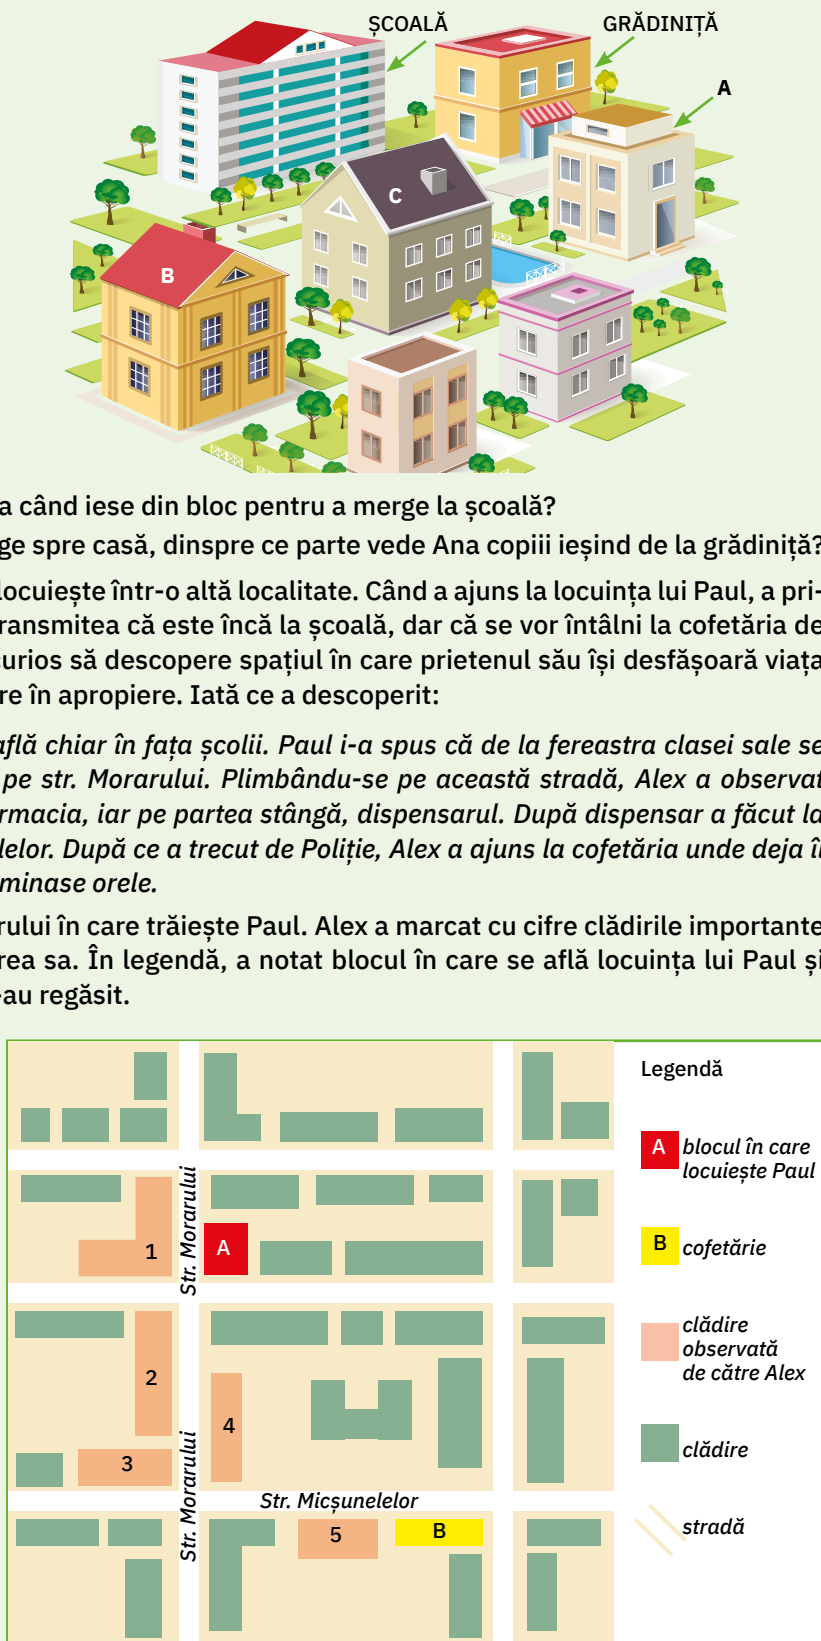 ȘCOALĂ
GRĂDINIȚĂ
A
C
B
a când iese din bloc pentru a merge la școală?
ge spre casă, dinspre ce parte vede Ana copiii ieșind de la grădiniță?
locuiește într-o altă localitate. Când a ajuns la locuința lui Paul, a pri-
ransmitea că este încă la școală, dar că se vor întâlni la cofetăria de
curios să descopere spațiul în care prietenul său își desfășoară viața
re în apropiere. Iată ce a descoperit:
află chiar în fața școlii. Paul i-a spus că de la fereastra clasei sale se
pe str. Morarului. Plimbându-se pe această stradă, Alex a observat
rmacia, iar pe partea stângă, dispensarul. După dispensar a făcut la
lelor. După ce a trecut de Poliție, Alex a ajuns la cofetăria unde deja îl
minase orele.
rului în care trăiește Paul. Alex a marcat cu cifre clădirile importante
rea sa. În legendă, a notat blocul în care se află locuința lui Paul și
-au regăsit.
Legendă
A blocul în care
locuiește Paul
B cofetărie
clădire
observată
de către Alex
clădire
stradă
Str. Morarului
1
A
2
4
3
Str. Morarului
Str. Micșunelelor
5
B